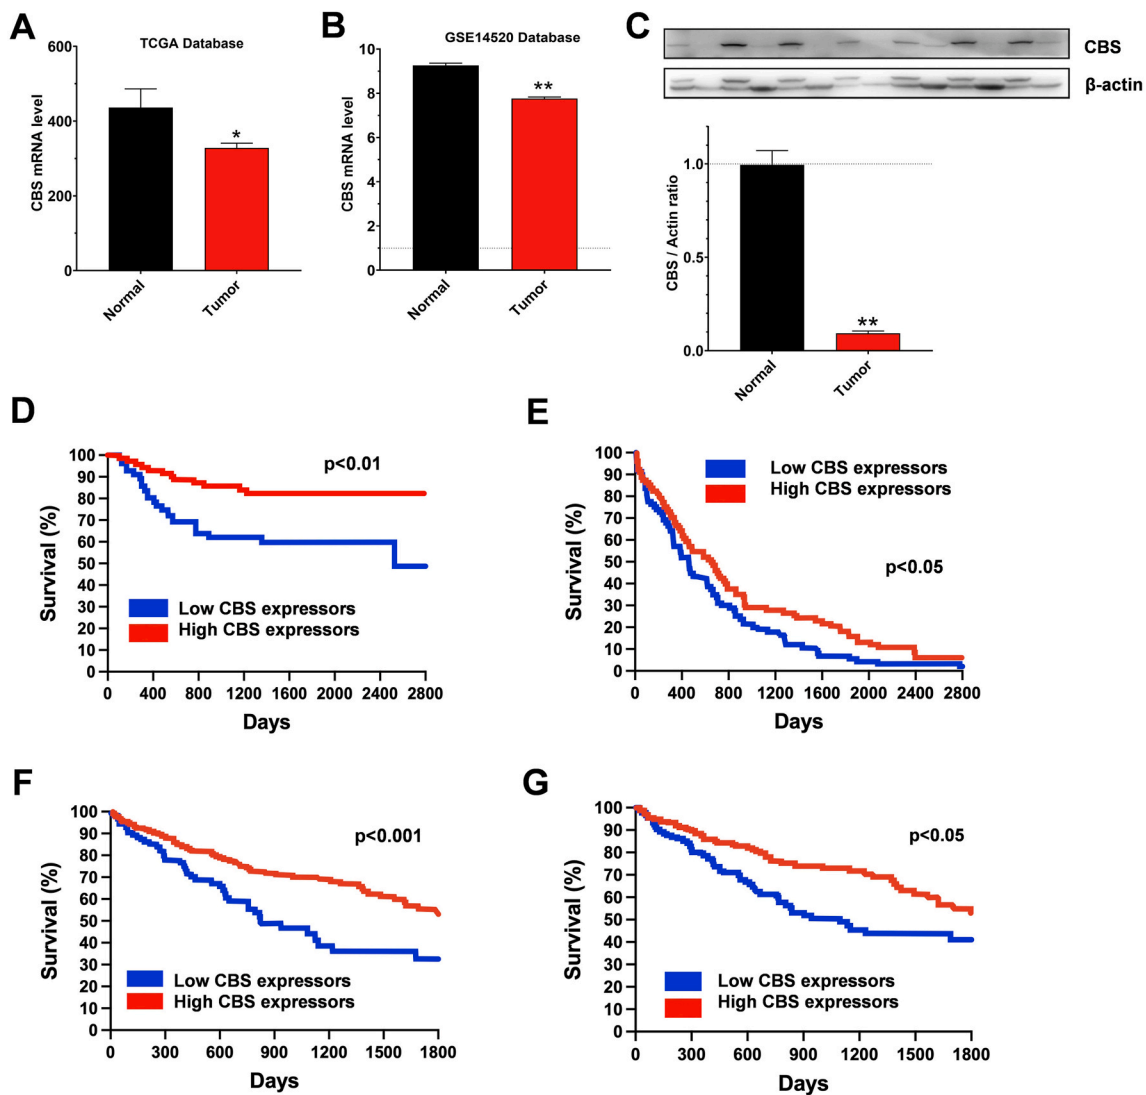 A
TCGA Database
CBS mRNA level
600
400
200
0
*
Normal
Tumor
B
GSE14520 Database
CBS mRNA level
10
8
6
4
2
0
**
Normal
Tumor
C
CBS
β-actin
CBS / Actin ratio
1.0
0.5
0.0
**
Normal
Tumor
D
Survival (%)
100
90
80
70
60
50
40
30
20
10
0
p<0.01
Low CBS expressors
High CBS expressors
0 400 800 1200 1600 2000 2400 2800
Days
E
Survival (%)
100
90
80
70
60
50
40
30
20
10
0
Low CBS expressors
High CBS expressors
p<0.05
0 400 800 1200 1600 2000 2400 2800
Days
F
Survival (%)
100
90
80
70
60
50
40
30
20
10
0
p<0.001
Low CBS expressors
High CBS expressors
0 300 600 900 1200 1500 1800
Days
G
Survival (%)
100
90
80
70
60
50
40
30
20
10
0
p<0.05
Low CBS expressors
High CBS expressors
0 300 600 900 1200 1500 1800
Days